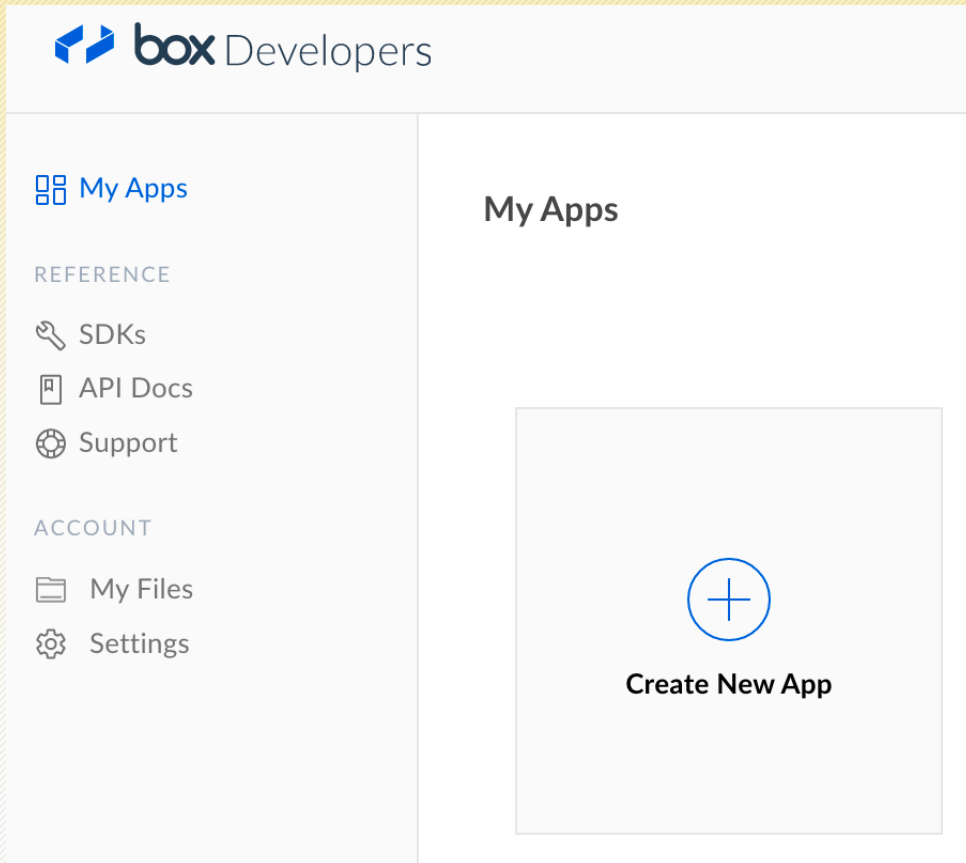 box Developers
My Apps
REFERENCE
SDKs
API Docs
Support
ACCOUNT
My Files
Settings
My Apps
Create New App